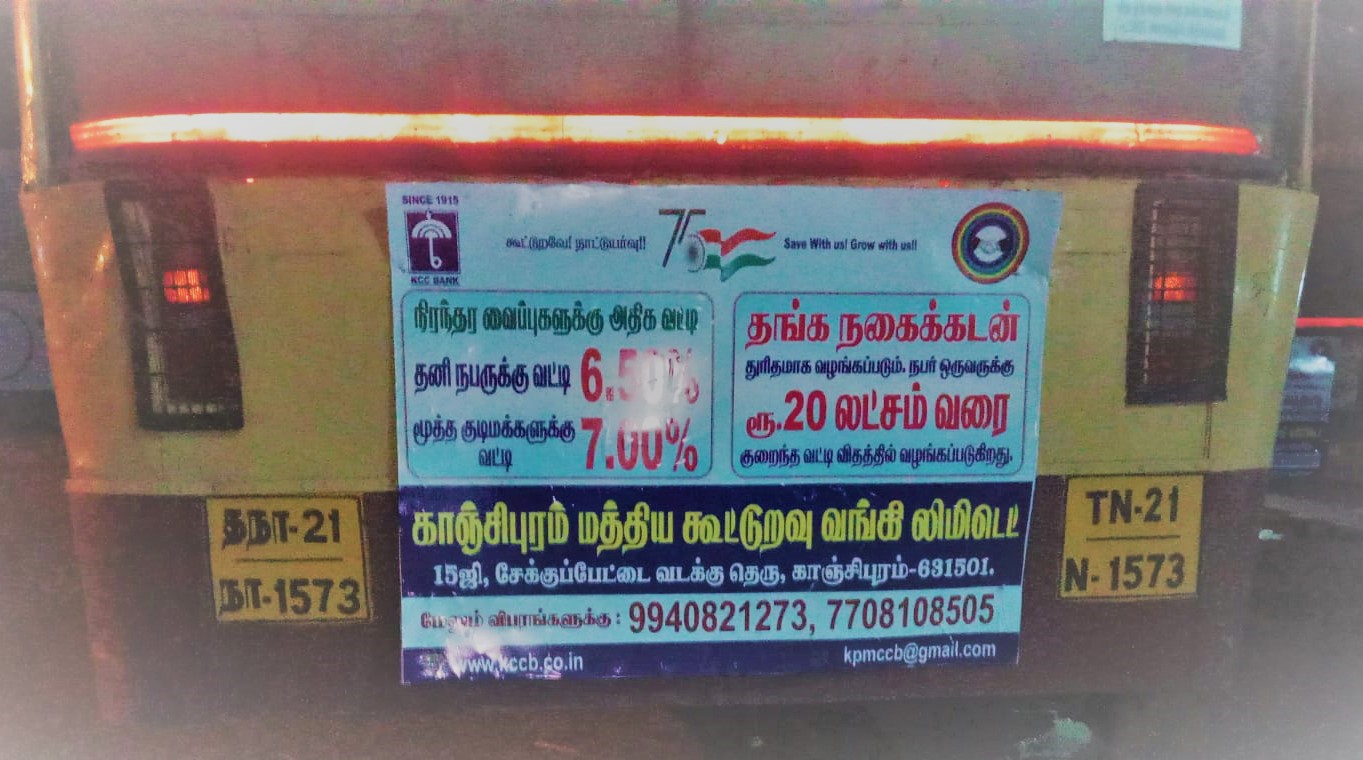 SINCE 1915
KCC BANK
கூட்டுறவே! நாட்டுயர்வு!!
75
Save With us! Grow with us!!
நிரந்தர வைப்புகளுக்கு அதிக வட்டி
தனி நபருக்கு வட்டி 6.50%
மூத்த குடிமக்களுக்கு
வட்டி
7.00%
தங்க நகைக்கடன்
துரிதமாக வழங்கப்படும். நபர் ஒருவருக்கு
ரூ.20 லட்சம் வரை
குறைந்த வட்டி விதத்தில் வழங்கப்படுகிறது.
காஞ்சிபுரம் மத்திய கூட்டுறவு வங்கி லிமிடெட்
15ஜி, சேக்குப்பேட்டை வடக்கு தெரு, காஞ்சிபுரம்-631501.
மேலும் விபரங்களுக்கு : 9940821273, 7708108505
www.kccb.co.in
kpmccb@gmail.com
தநா-21
நா-1573
TN-21
N-1573